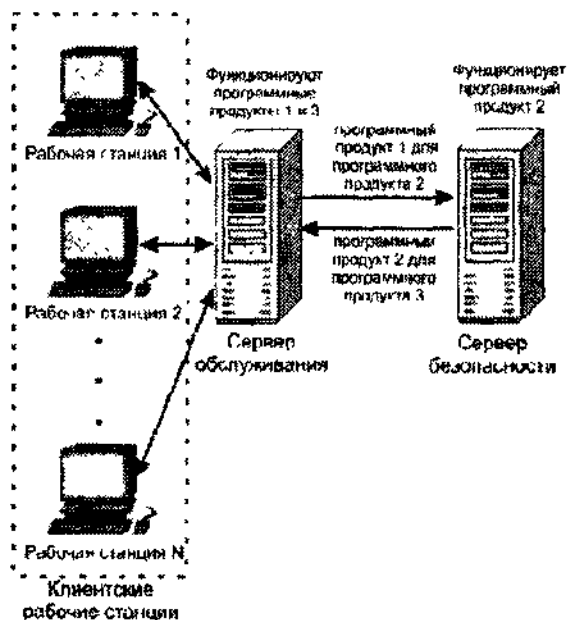 Функционируют
программные
продукты 1 и 3
Функционирует
программный
продукт 2
Рабочая станция 1
программный
продукт 1 для
программного
продукта 2
программный
продукт 2 для
программного
продукта 3
Рабочая станция 2
Сервер
обслуживания
Сервер
безопасности
Рабочая станция N
Клиентские
рабочие станции